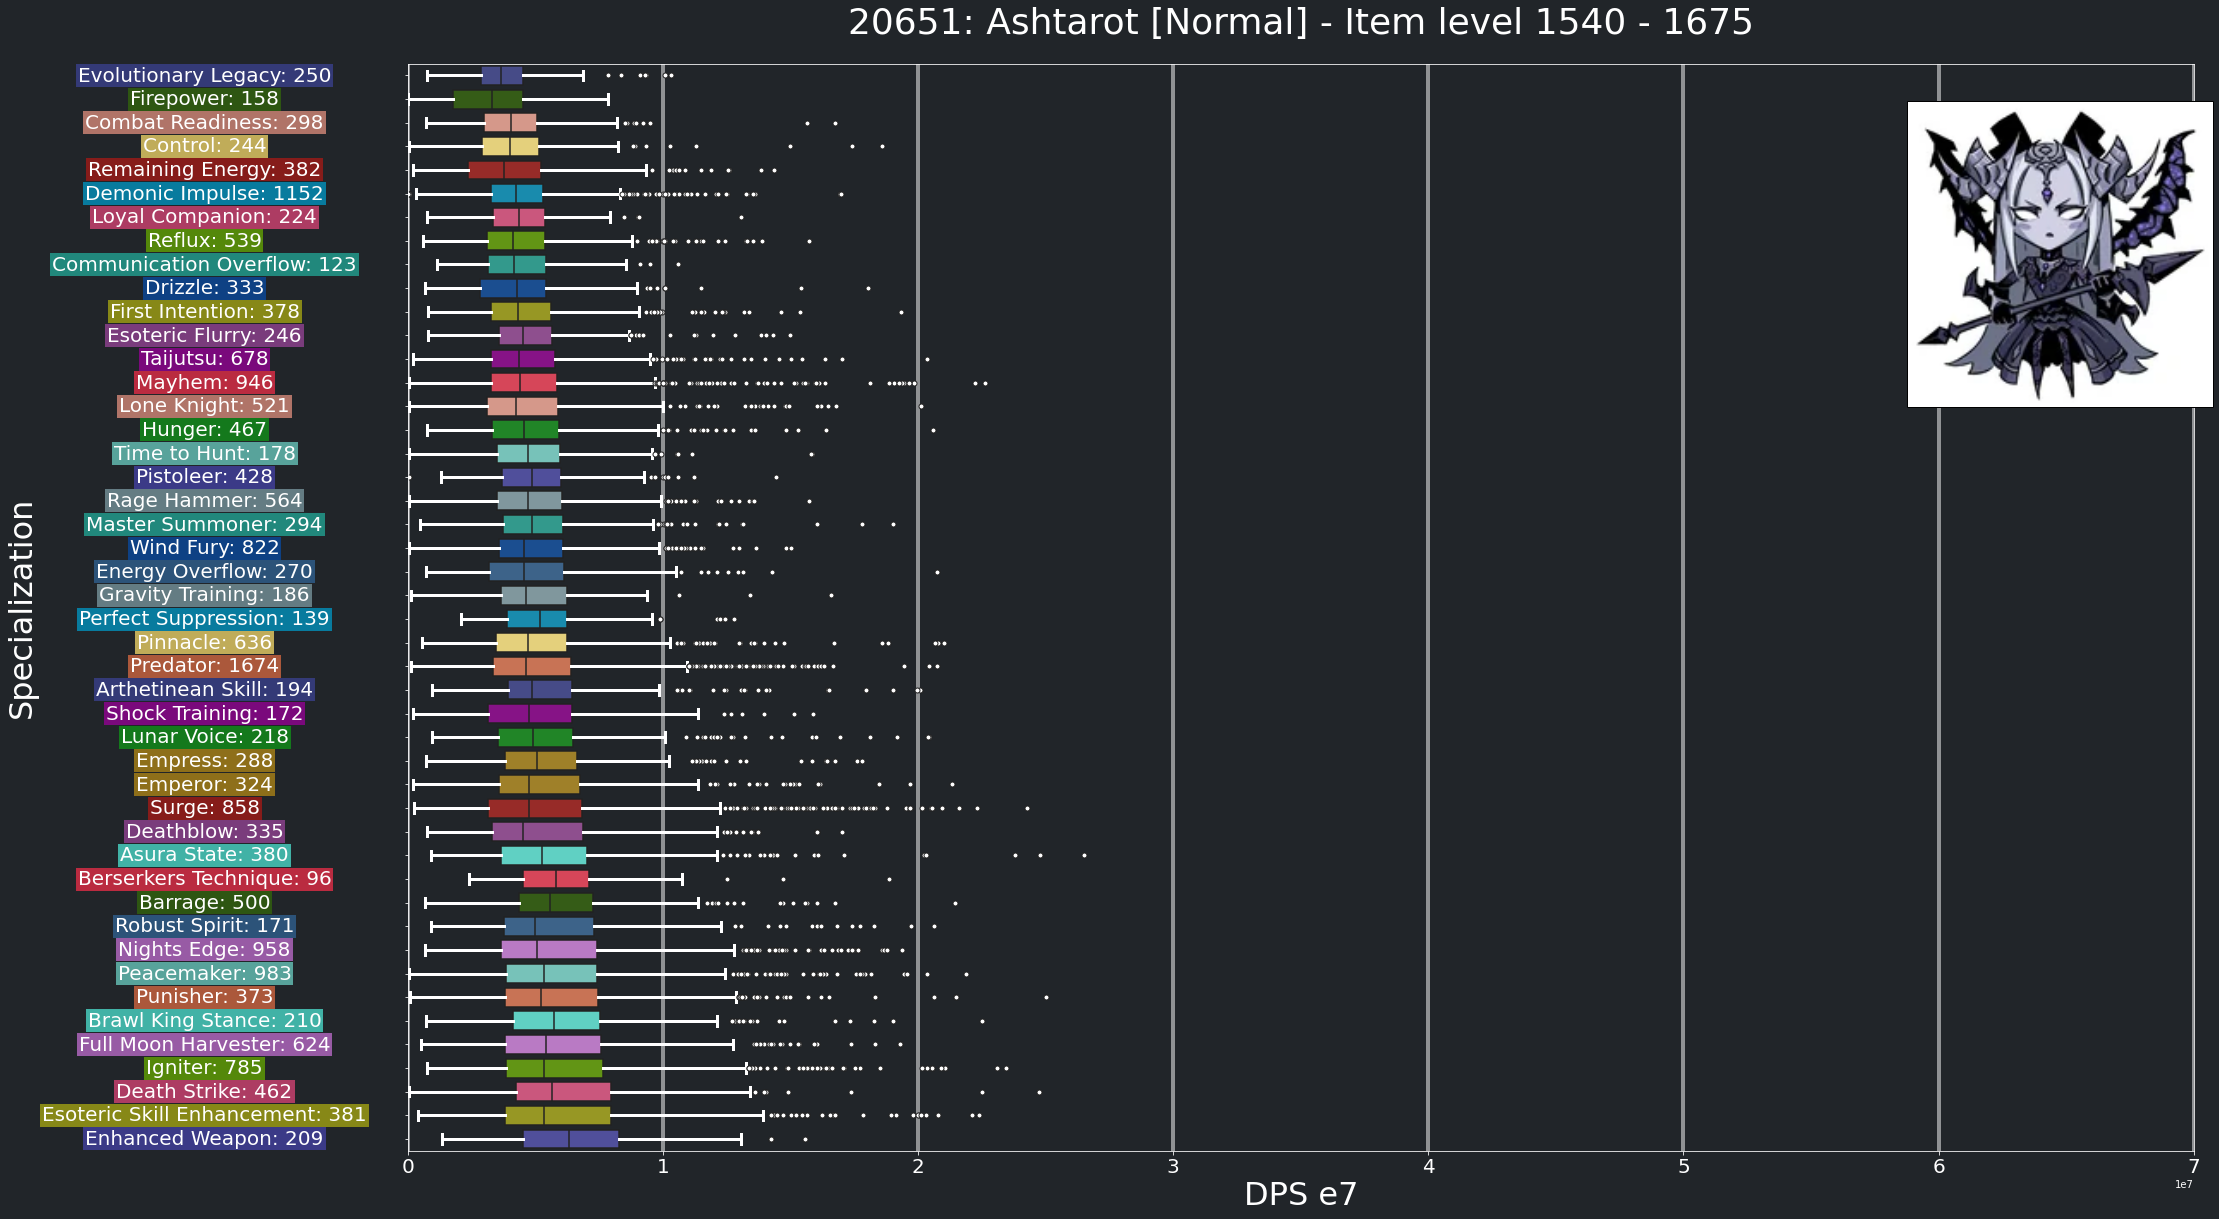 20651: Ashtarot [Normal] - Item level 1540 - 1675
Specialization
Evolutionary Legacy: 250
Firepower: 158
Combat Readiness: 298
Control: 244
Remaining Energy: 382
Demonic Impulse: 1152
Loyal Companion: 224
Reflux: 539
Communication Overflow: 123
Drizzle: 333
First Intention: 378
Esoteric Flurry: 246
Taijutsu: 678
Mayhem: 946
Lone Knight: 521
Hunger: 467
Time to Hunt: 178
Pistoleer: 428
Rage Hammer: 564
Master Summoner: 294
Wind Fury: 822
Energy Overflow: 270
Gravity Training: 186
Perfect Suppression: 139
Pinnacle: 636
Predator: 1674
Arthetinean Skill: 194
Shock Training: 172
Lunar Voice: 218
Empress: 288
Emperor: 324
Surge: 858
Deathblow: 335
Asura State: 380
Berserkers Technique: 96
Barrage: 500
Robust Spirit: 171
Nights Edge: 958
Peacemaker: 983
Punisher: 373
Brawl King Stance: 210
Full Moon Harvester: 624
Igniter: 785
Death Strike: 462
Esoteric Skill Enhancement: 381
Enhanced Weapon: 209
0 1 2 3 4 5 6 7
DPS e7
1e7